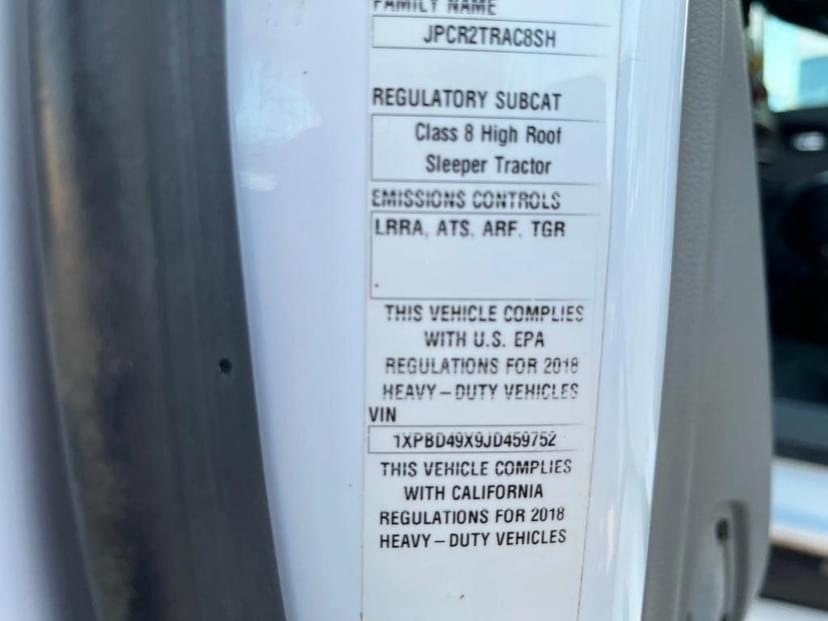 FAMILY NAME
JPCR2TRAC8SH
REGULATORY SUBCAT
Class 8 High Roof
Sleeper Tractor
EMISSIONS CONTROLS
LRRA, ATS, ARF, TGR
THIS VEHICLE COMPLIES
WITH U.S. EPA
REGULATIONS FOR 2018
HEAVY-DUTY VEHICLES
VIN
1XPBD49X9JD459752
THIS VEHICLE COMPLIES
WITH CALIFORNIA
REGULATIONS FOR 2018
HEAVY-DUTY VEHICLES